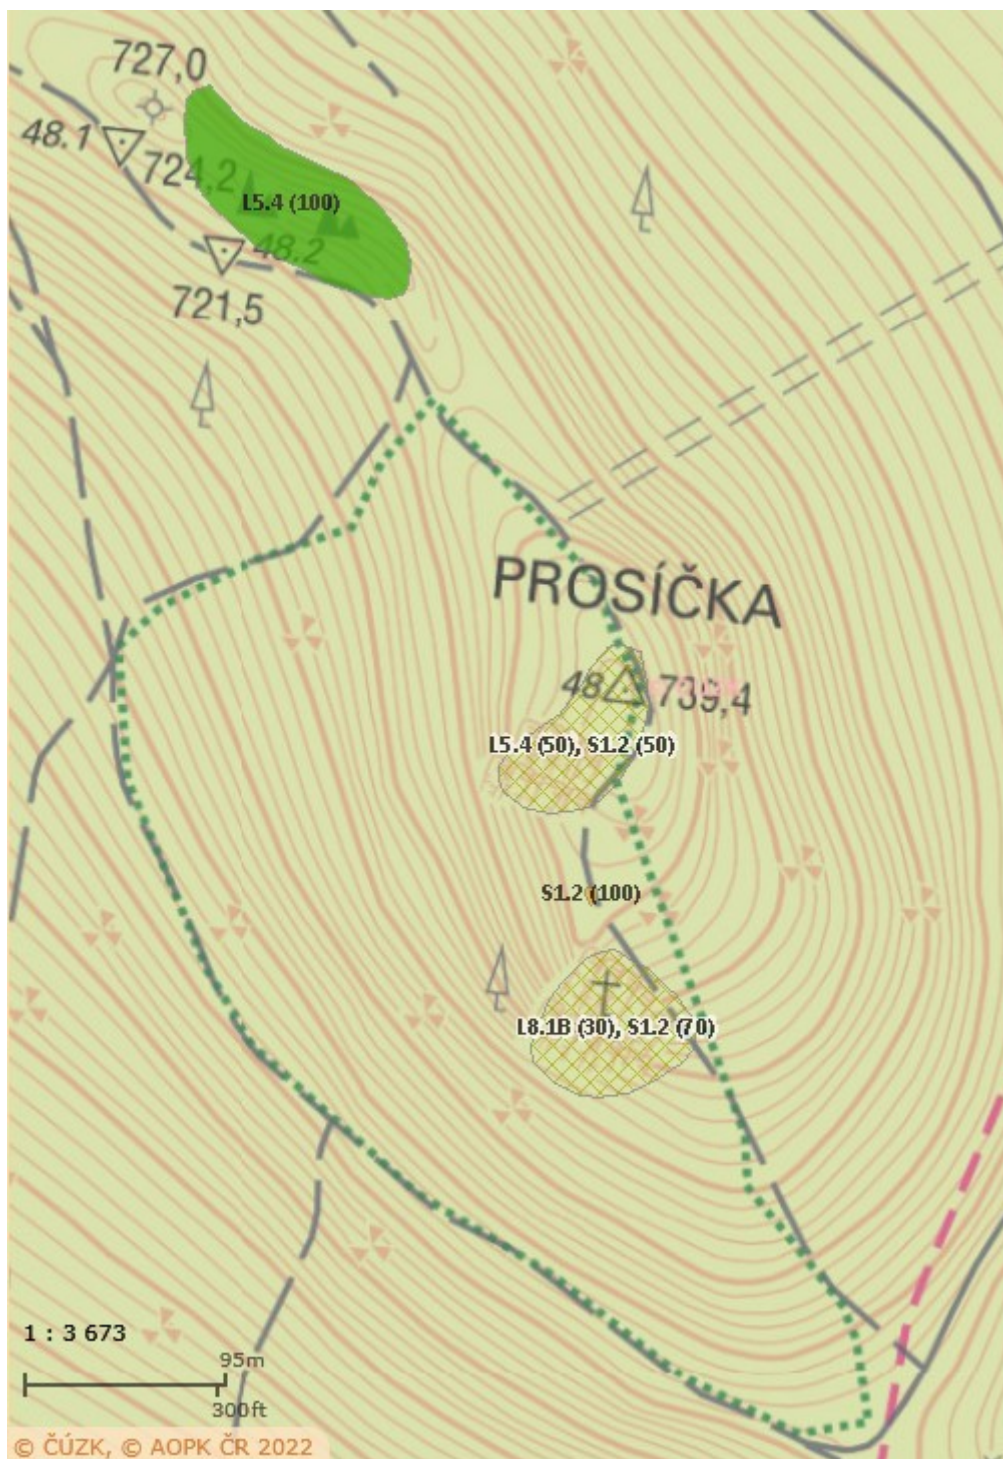 727,0
48.1
724,2
L5.4 (100)
48.2
721,5
PROSÍČKA
48
739,4
L5.4 (50), S1.2 (50)
S1.2 (100)
L8.1B (30), S1.2 (70)
1 : 3 673
95m
300ft
© ČÚZK, © AOPK ČR 2022